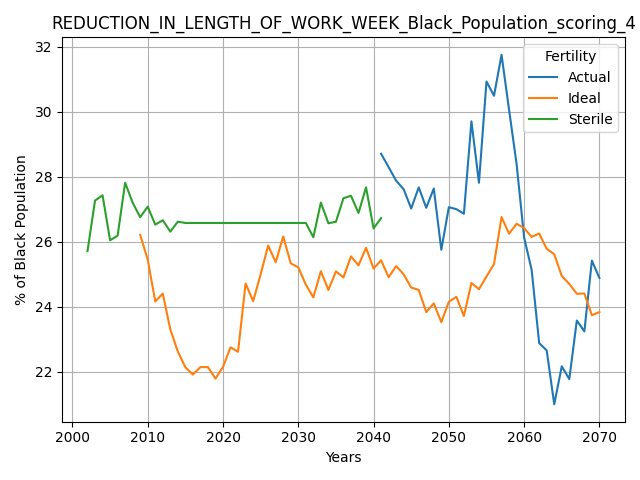 REDUCTION_IN_LENGTH_OF_WORK_WEEK_Black_Population_scoring_4
Fertility
Actual
Ideal
Sterile
% of Black Population
32
30
28
26
24
22
2000 2010 2020 2030 2040 2050 2060 2070
Years